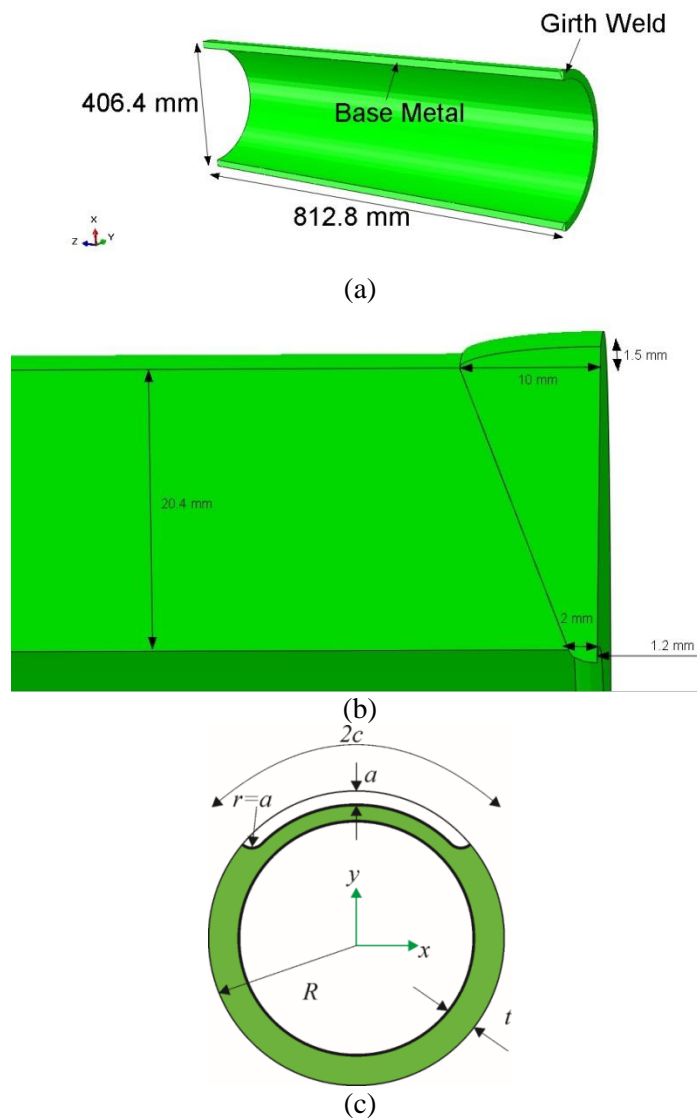 Girth Weld
406.4 mm
Base Metal
812.8 mm
X
Z
Y
(a)
1.5 mm
10 mm
20.4 mm
2 mm
1.2 mm
(b)
2c
a
r=a
y
x
R
t
(c)